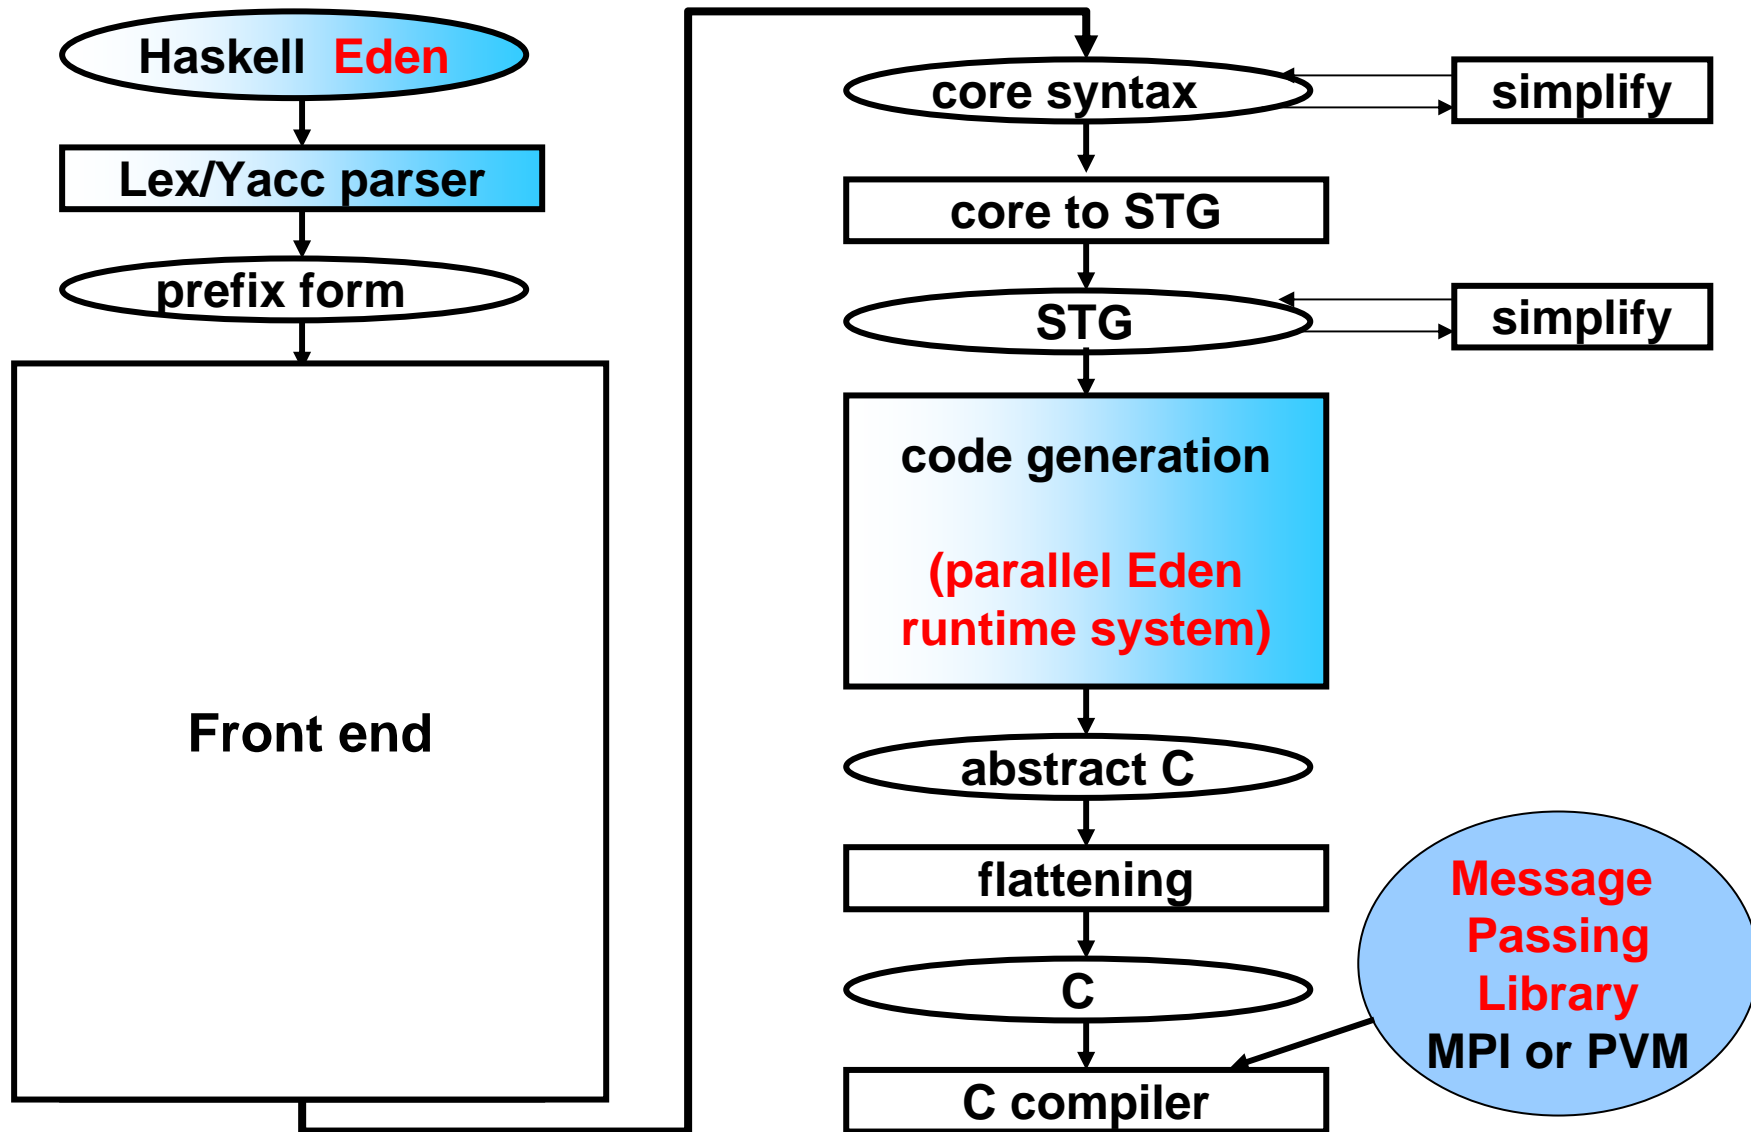 Haskell Eden
Lex/Yacc parser
prefix form
Front end
core syntax
simplify
core to STG
STG
simplify
code generation
(parallel Eden
runtime system)
abstract C
flattening
C
C compiler
Message
Passing
Library
MPI or PVM